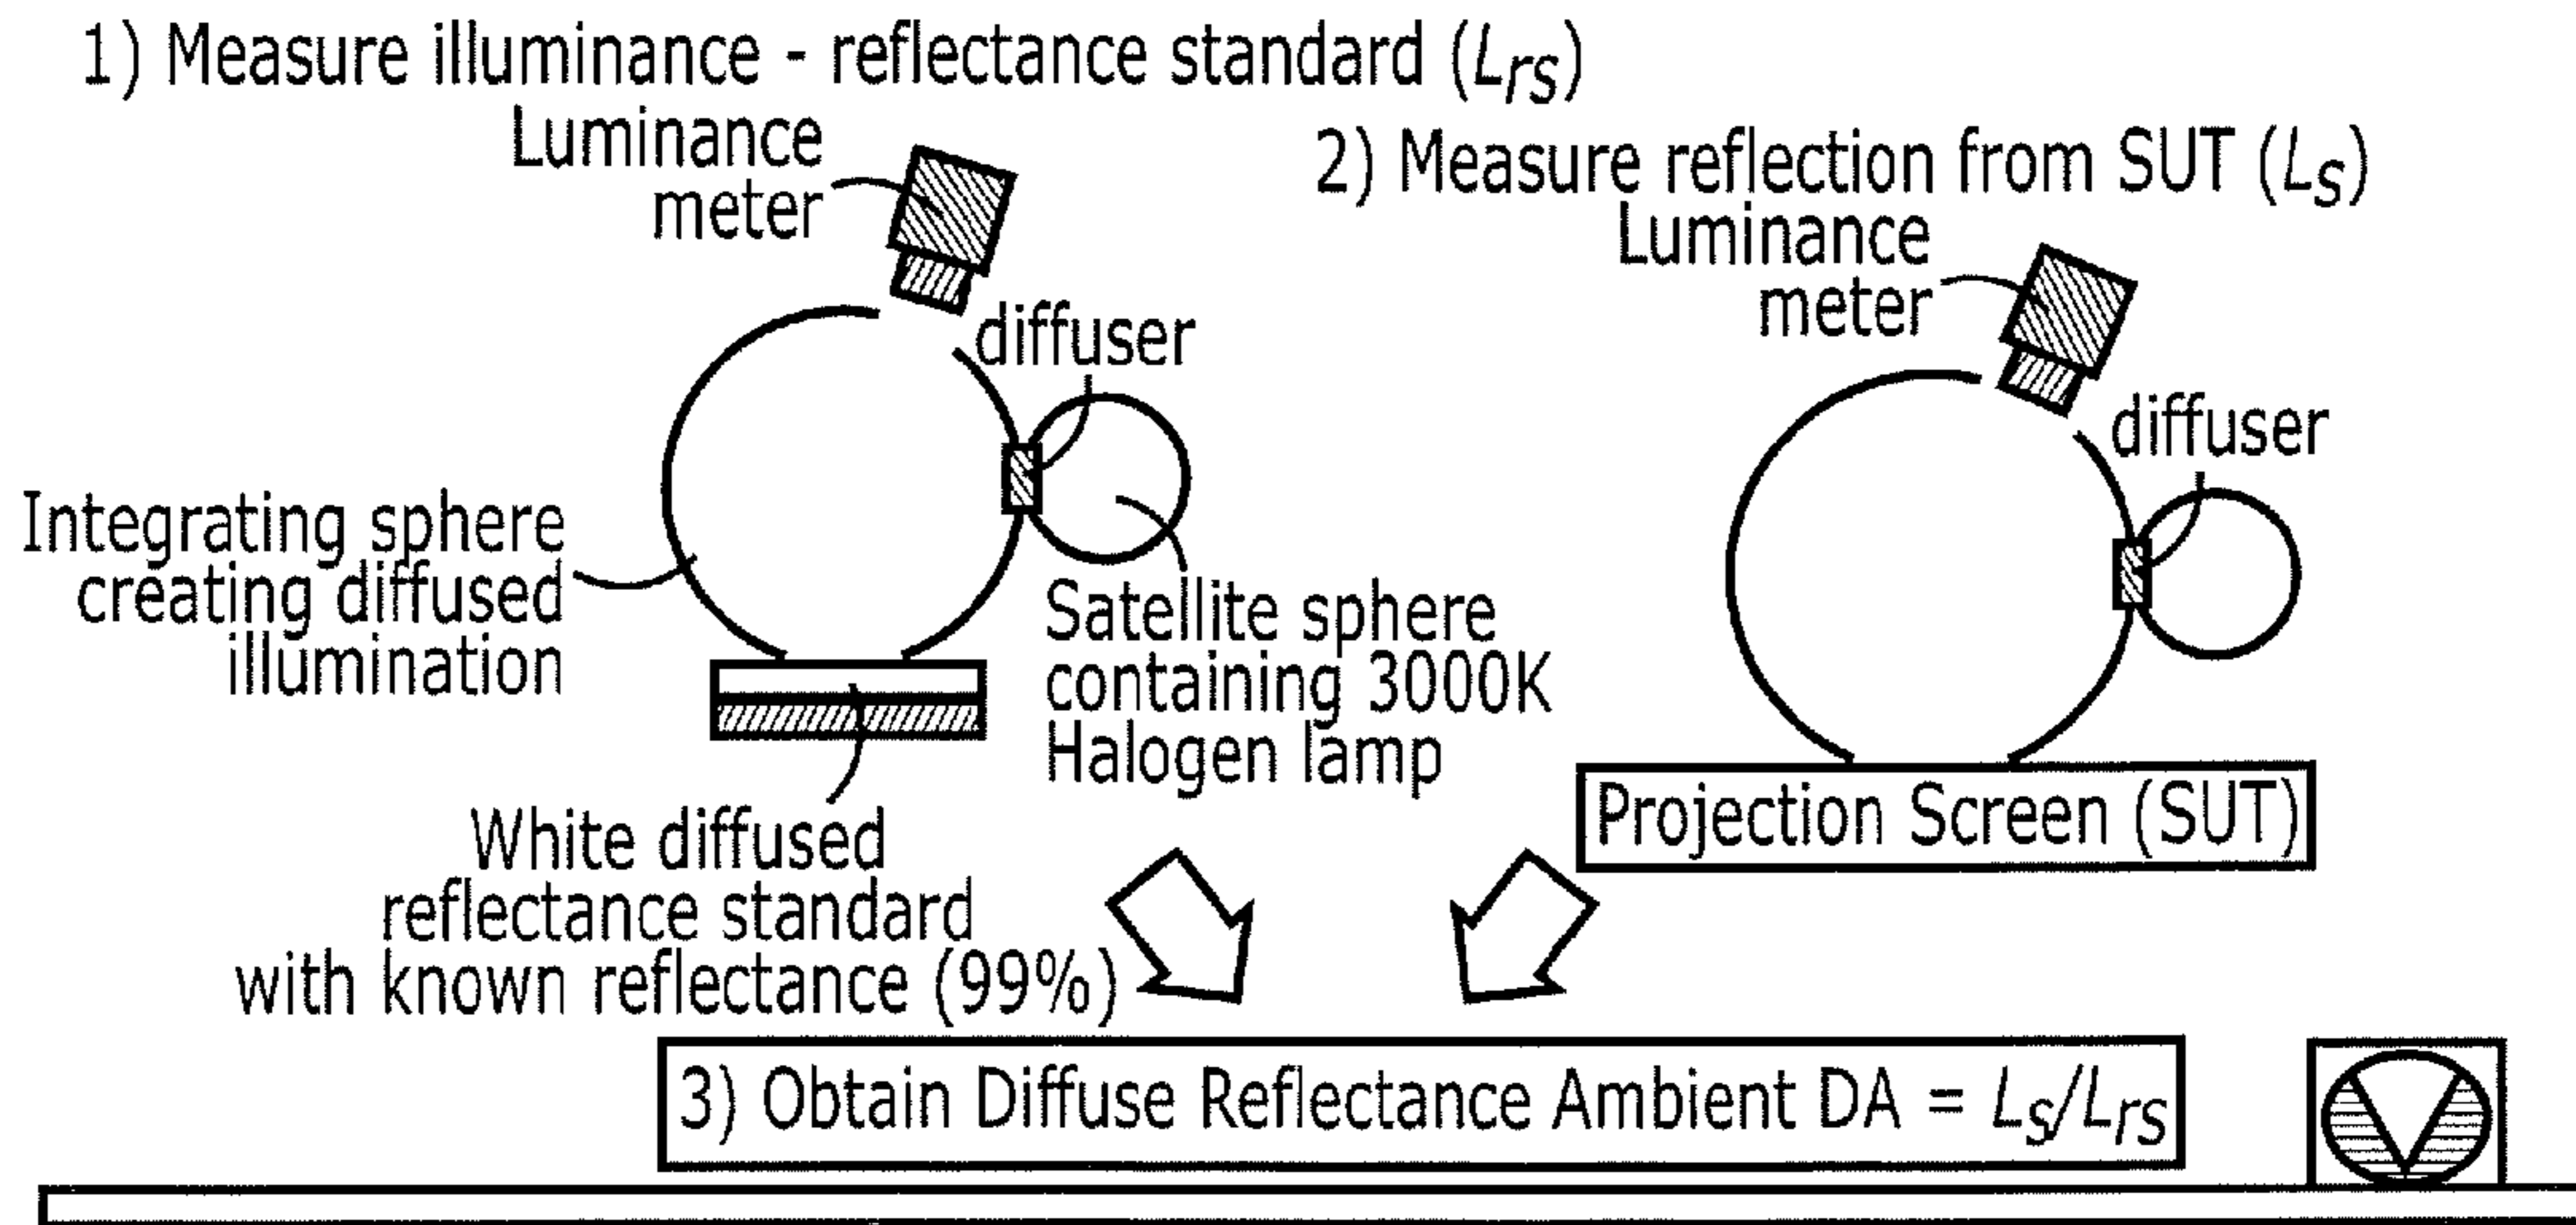 1) Measure illuminance - reflectance standard (Lrs)
Luminance
meter
diffuser
Integrating sphere
creating diffused
illumination
Satellite sphere
containing 3000K
Halogen lamp
White diffused
reflectance standard
with known reflectance (99%)
2) Measure reflection from SUT (Ls)
Luminance
meter
diffuser
Projection Screen (SUT)
3) Obtain Diffuse Reflectance Ambient DA = Ls/Lrs